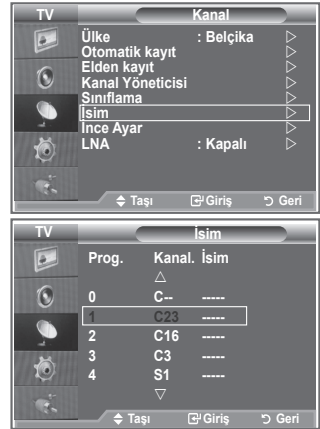 TV Kanal
Ülke : Belçika
Otomatik kayıt
Elden kayıt
Kanal Yöneticisi
Sınıflama
İsim
İnce Ayar
LNA : Kapalı
Taşı Giriş Geri
TV İsim
Prog. Kanal. İsim
0 C-- -----
1 C23 -----
2 C16 -----
3 C3 -----
4 S1 -----
Taşı Giriş Geri